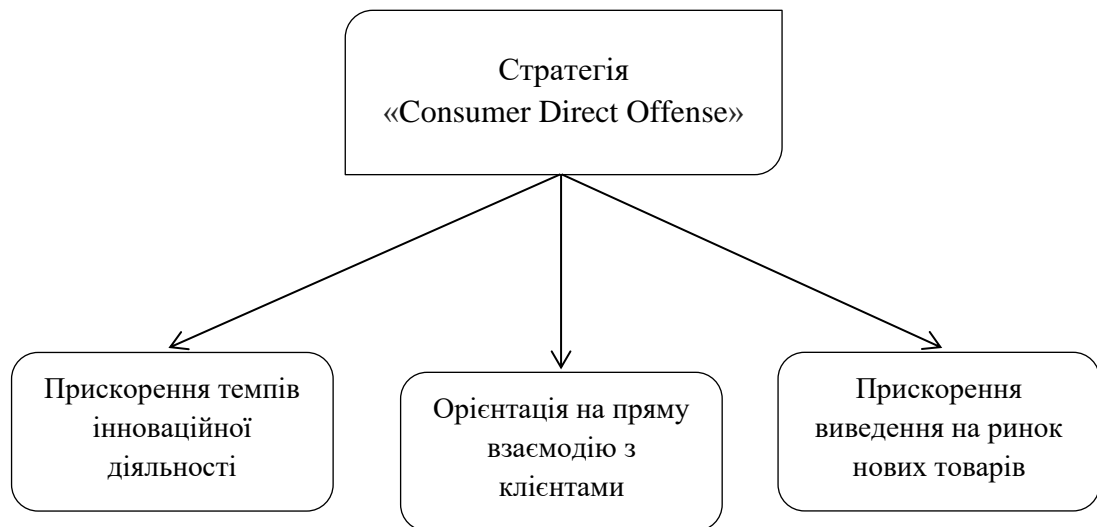 Стратегія
«Consumer Direct Offense»
Прискорення темпів
інноваційної
діяльності
Орієнтація на пряму
взаємодію з
клієнтами
Прискорення
виведення на ринок
нових товарів